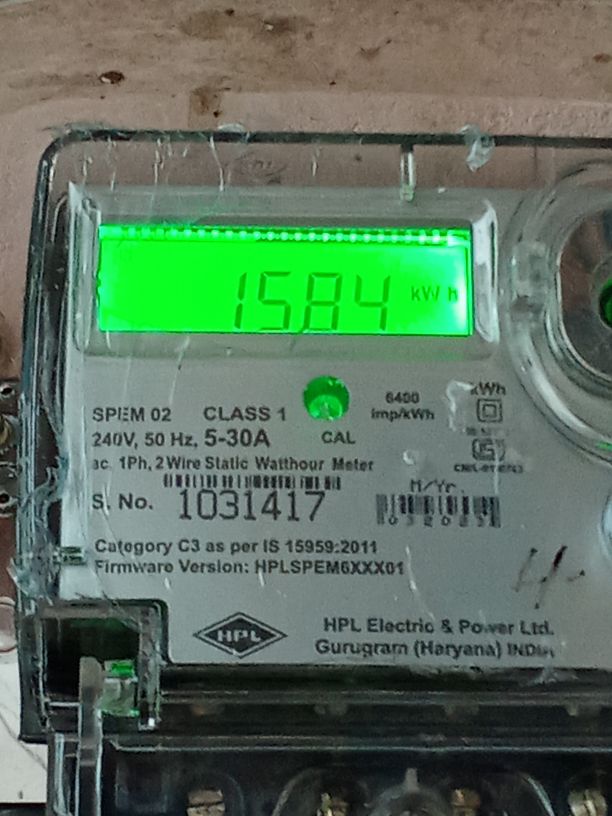 1584 kWh
6400
imp/kWh
kWh
SPEM 02 CLASS 1
240V, 50 Hz, 5-30A
CAL
ac. 1Ph, 2 Wire Static Watthour Meter
M/Yr.
S. No. 1031417
Category C3 as per IS 15959:2011
Firmware Version: HPLSPEM6XXX01
HPL
HPL Electric & Power Ltd.
Gurugram (Haryana) INDIA